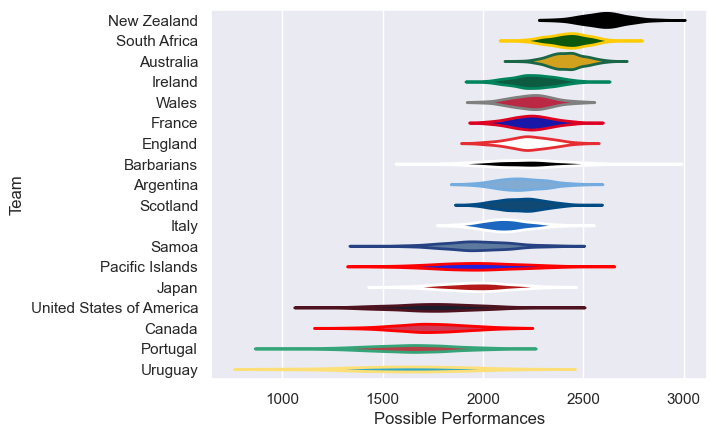 New Zealand
South Africa
Australia
Ireland
Wales
France
England
Barbarians
Argentina
Scotland
Italy
Samoa
Pacific Islands
Japan
United States of America
Canada
Portugal
Uruguay
Team
1000 1500 2000 2500 3000
Possible Performances